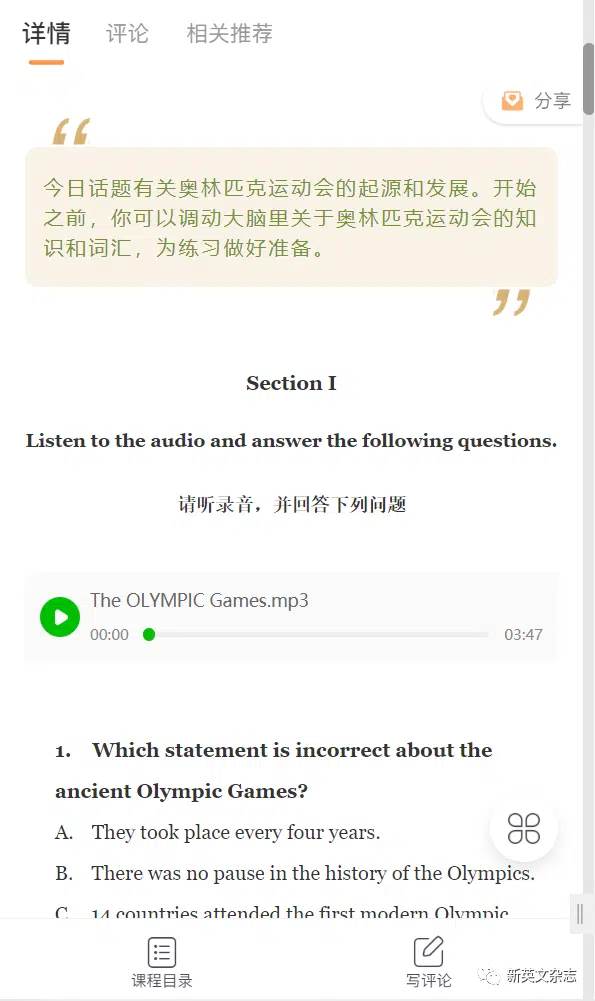 详情 评论 相关推荐
分享
今日话题有关奥林匹克运动会的起源和发展。开始
之前，你可以调动大脑里关于奥林匹克运动会的知
识和词汇，为练习做好准备。
Section I
Listen to the audio and answer the following questions.
请听录音，并回答下列问题
The OLYMPIC Games.mp3
00:00 03:47
1. Which statement is incorrect about the
ancient Olympic Games?
A. They took place every four years.
B. There was no pause in the history of the Olympics.
C. 14 countries attended the first modern Olympic
课程目录 写评论 新英文杂志